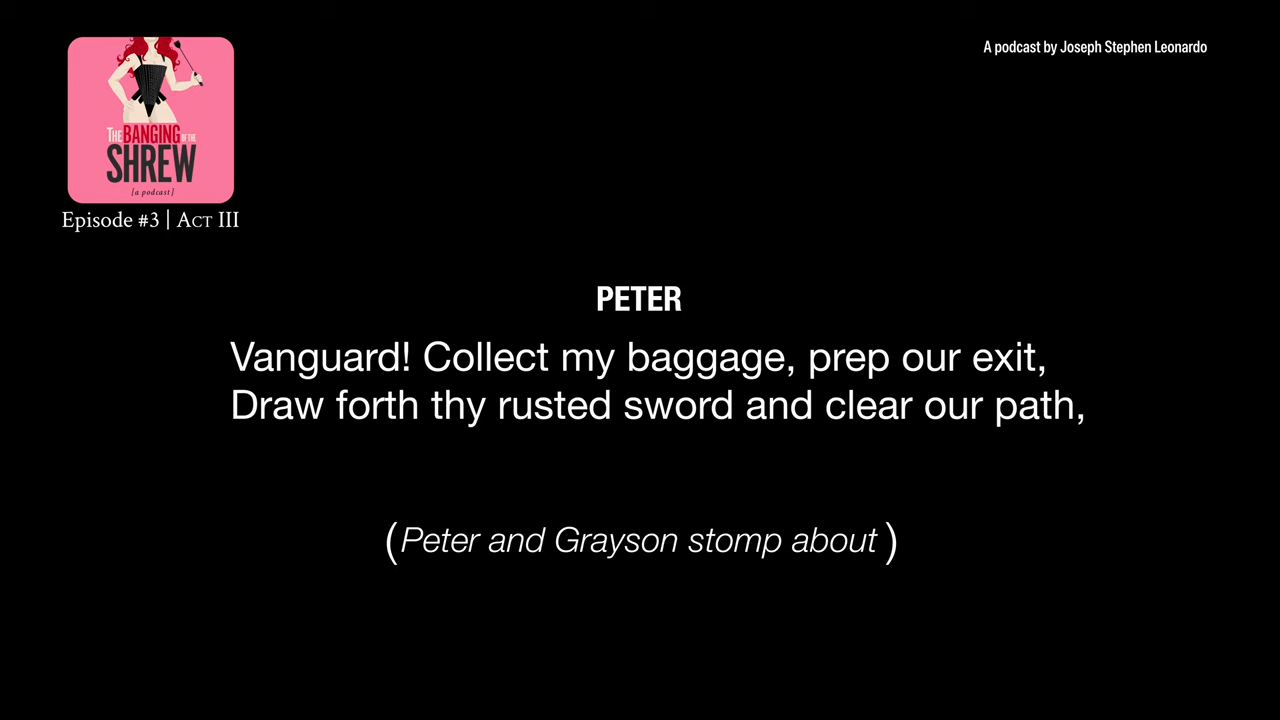 A podcast by Joseph Stephen Leonardo
THE BANGING OF THE
SHREW
[a podcast]
Episode #3 | ACT III
PETER
Vanguard! Collect my baggage, prep our exit,
Draw forth thy rusted sword and clear our path,
(Peter and Grayson stomp about )